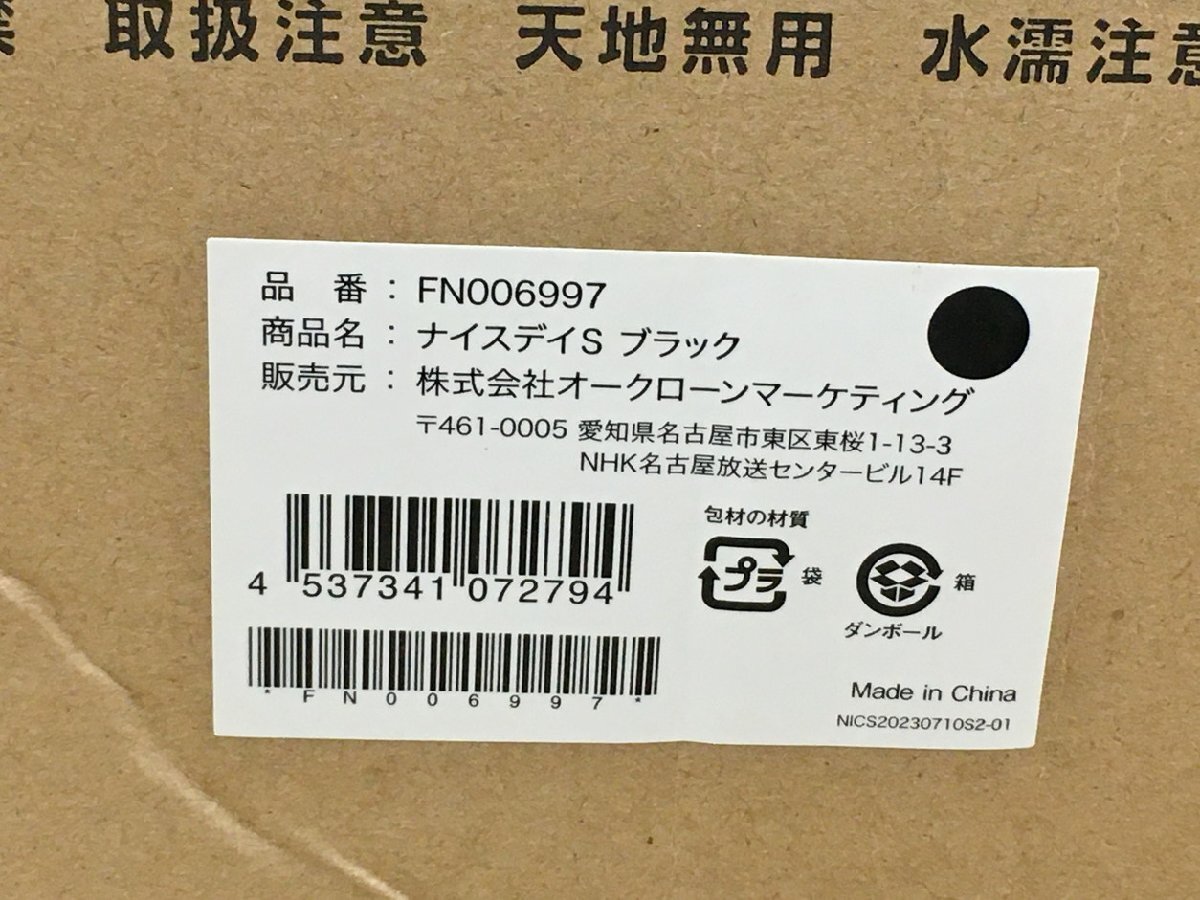 取扱注意 天地無用 水濡注意
品 番 : FN006997
商品名 : ナイスデイS ブラック
販売元 : 株式会社オークローンマーケティング
〒461-0005 愛知県名古屋市東区東桜1-13-3
NHK名古屋放送センタービル14F
包材の材質
プラ 袋 箱
ダンボール
4 537341 072794
*FN006997*
Made in China
NICS20230710S2-01